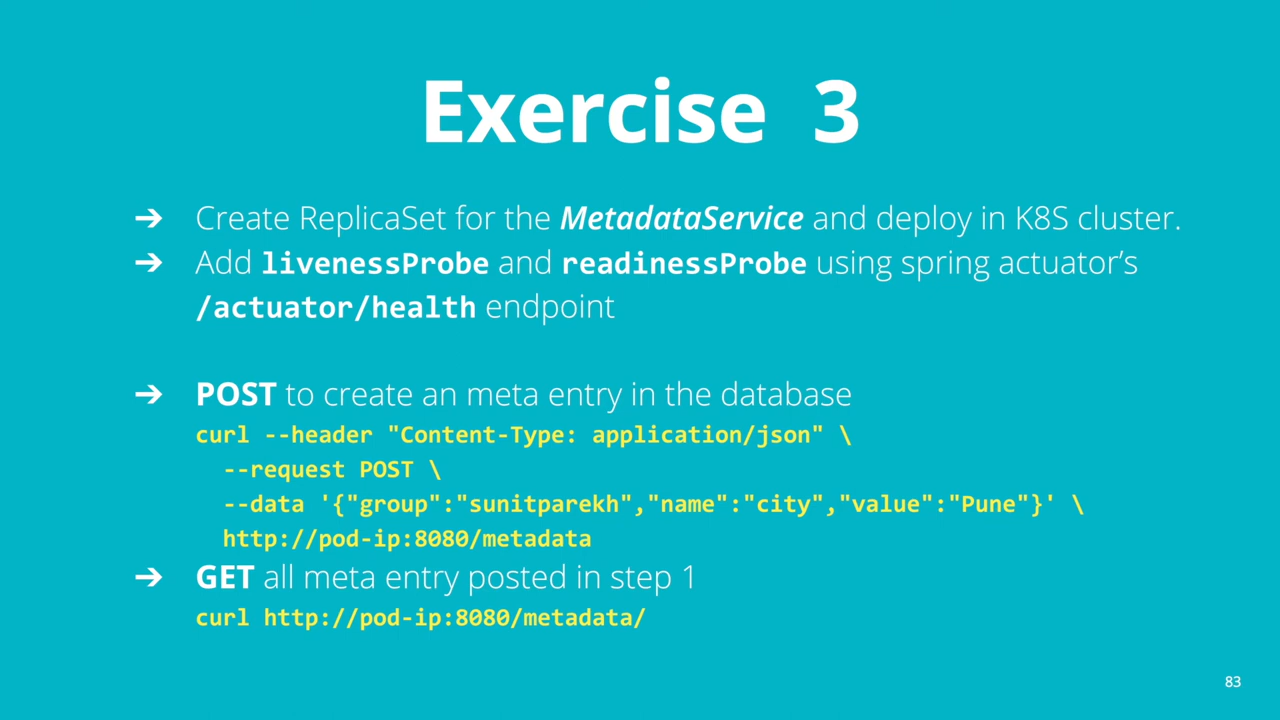 Exercise 3
➔ Create ReplicaSet for the MetadataService and deploy in K8S cluster.
➔ Add livenessProbe and readinessProbe using spring actuator’s
/actuator/health endpoint
➔ POST to create an meta entry in the database
curl --header "Content-Type: application/json" \
--request POST \
--data '{"group":"sunitparekh","name":"city","value":"Pune"}' \
http://pod-ip:8080/metadata
➔ GET all meta entry posted in step 1
curl http://pod-ip:8080/metadata/
83